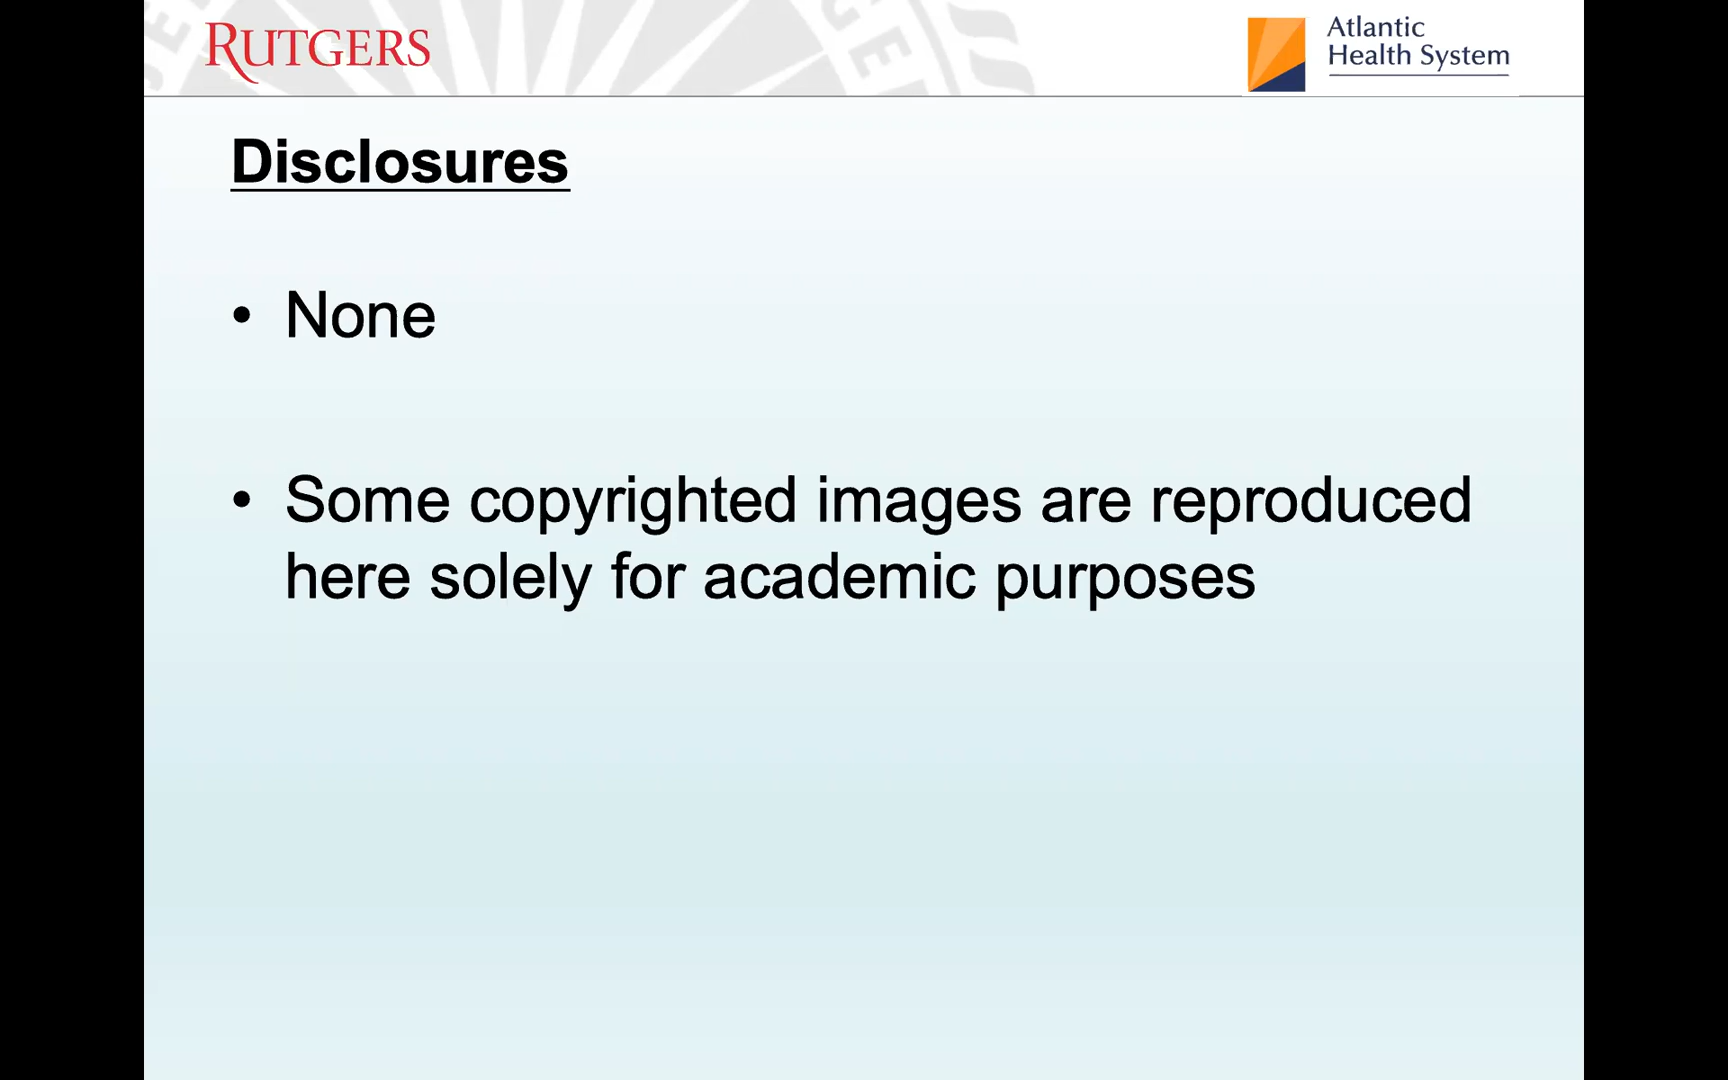 RUTGERS
Atlantic
Health System
Disclosures
• None
• Some copyrighted images are reproduced
here solely for academic purposes